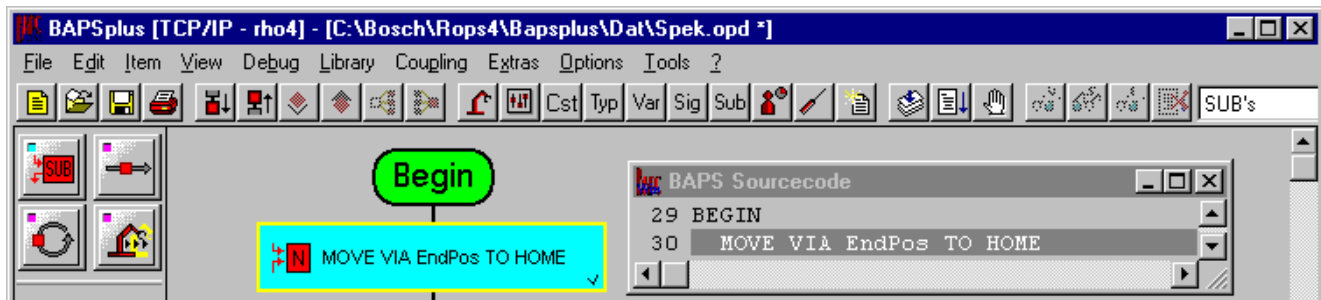 BAPSplus [TCP/IP - rho4] - [C:\Bosch\Rops4\Bapsplus\Dat\Spek.opd *]
File Edit Item View Debug Library Coupling Extras Options Tools ?
Cst Typ Var Sig Sub SUB's
SUB
Begin
BAPS Sourcecode
29 BEGIN
30 MOVE VIA EndPos TO HOME
N MOVE VIA EndPos TO HOME